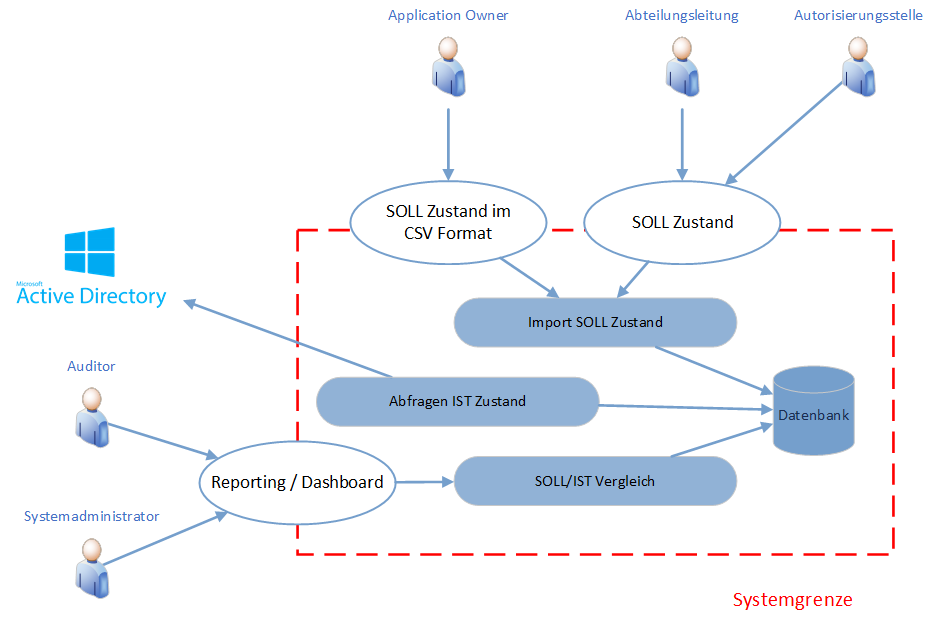 Application Owner
Abteilungsleitung
Autorisierungsstelle
SOLL Zustand im
CSV Format
SOLL Zustand
Microsoft
Active Directory
Import SOLL Zustand
Auditor
Abfragen IST Zustand
Datenbank
Reporting / Dashboard
SOLL/IST Vergleich
Systemadministrator
Systemgrenze